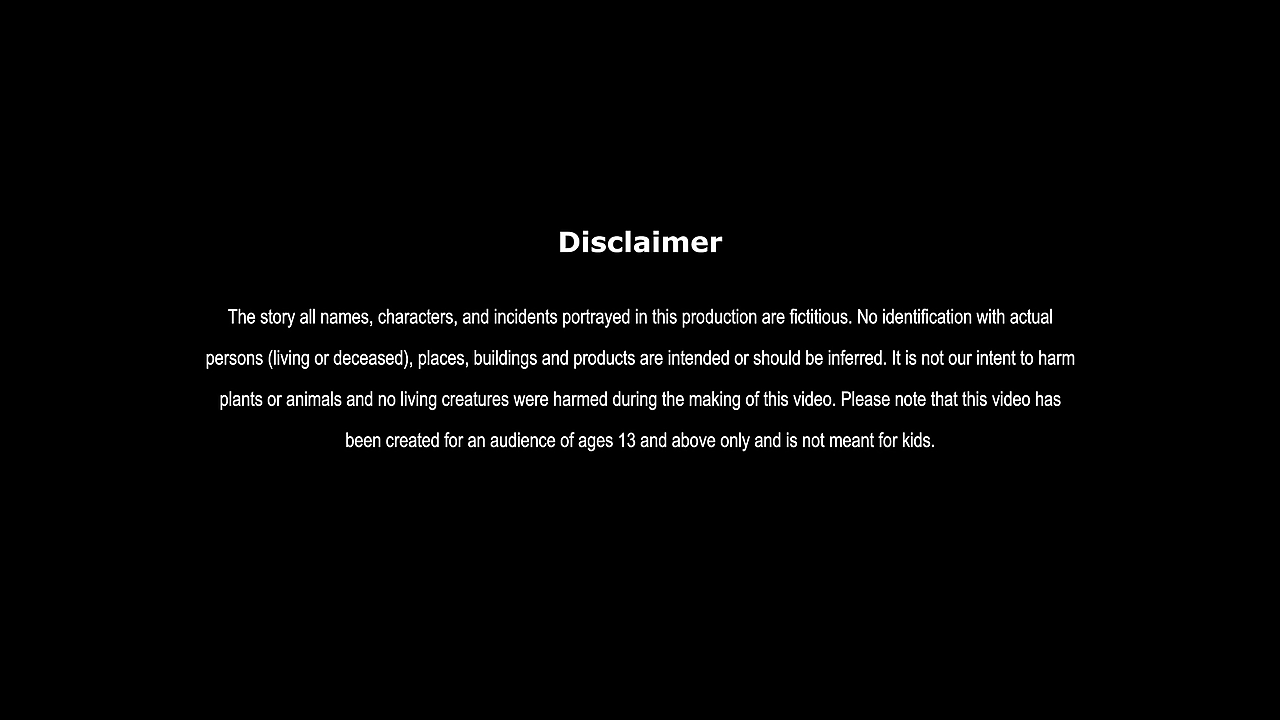 Disclaimer
The story all names, characters, and incidents portrayed in this production are fictitious. No identification with actual
persons (living or deceased), places, buildings and products are intended or should be inferred. It is not our intent to harm
plants or animals and no living creatures were harmed during the making of this video. Please note that this video has
been created for an audience of ages 13 and above only and is not meant for kids.